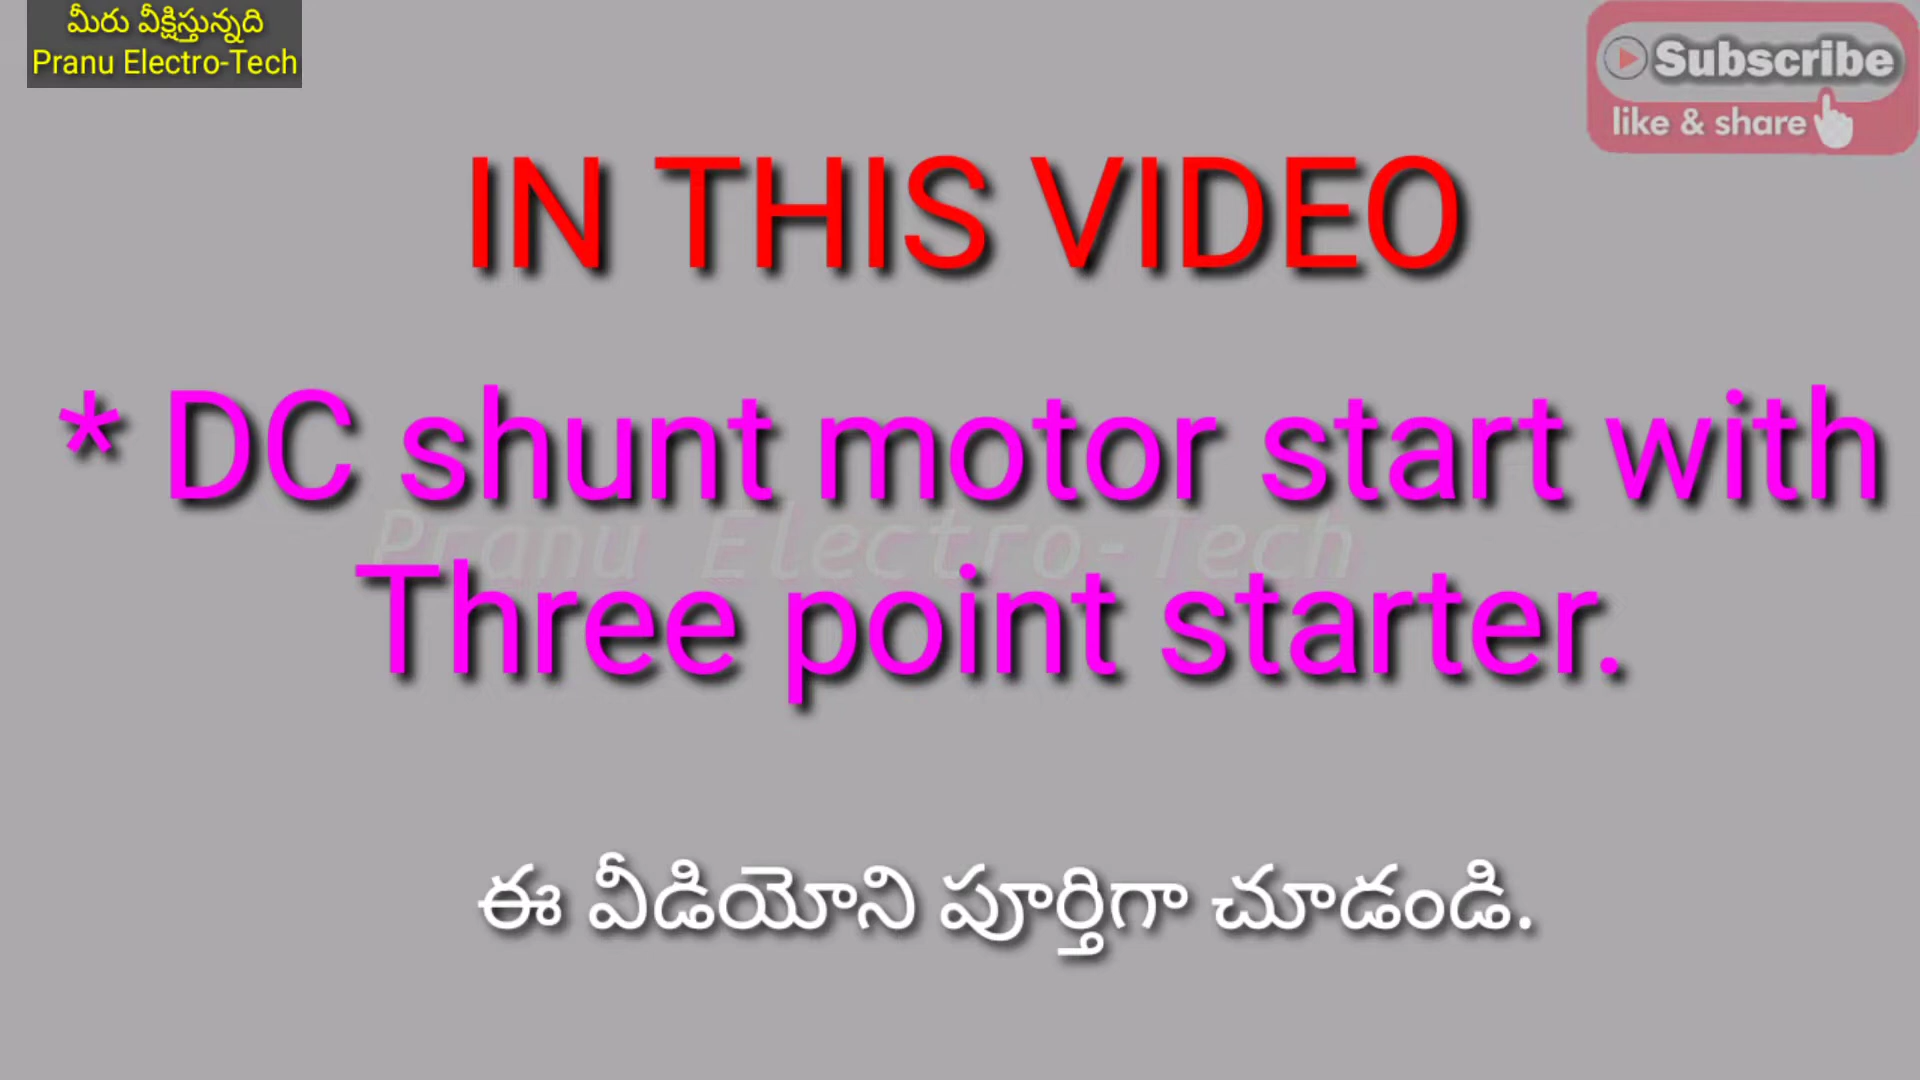 మీరు వీక్షిస్తున్నది
Pranu Electro-Tech
Subscribe
like & share
IN THIS VIDEO
* DC shunt motor start with
Pranu Electro-Tech
Three point starter.
ఈ వీడియోని పూర్తిగా చూడండి.